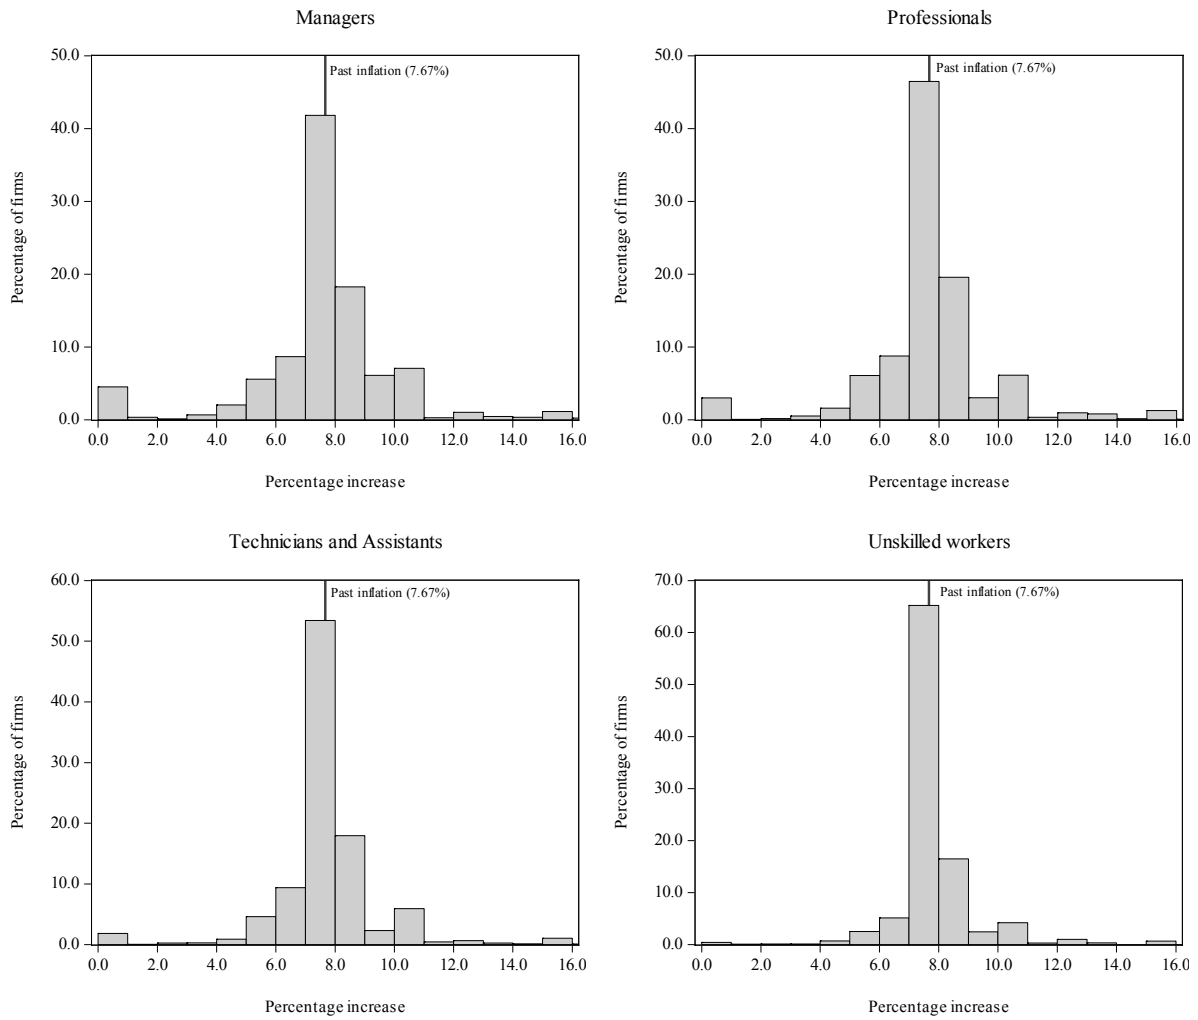 Managers
50.0
40.0
30.0
20.0
10.0
0.0
Percentage of firms
Past inflation (7.67%)
0.0 2.0 4.0 6.0 8.0 10.0 12.0 14.0 16.0
Percentage increase
Professionals
50.0
40.0
30.0
20.0
10.0
0.0
Percentage of firms
Past inflation (7.67%)
0.0 2.0 4.0 6.0 8.0 10.0 12.0 14.0 16.0
Percentage increase
Technicians and Assistants
60.0
50.0
40.0
30.0
20.0
10.0
0.0
Percentage of firms
Past inflation (7.67%)
0.0 2.0 4.0 6.0 8.0 10.0 12.0 14.0 16.0
Percentage increase
Unskilled workers
70.0
60.0
50.0
40.0
30.0
20.0
10.0
0.0
Percentage of firms
Past inflation (7.67%)
0.0 2.0 4.0 6.0 8.0 10.0 12.0 14.0 16.0
Percentage increase